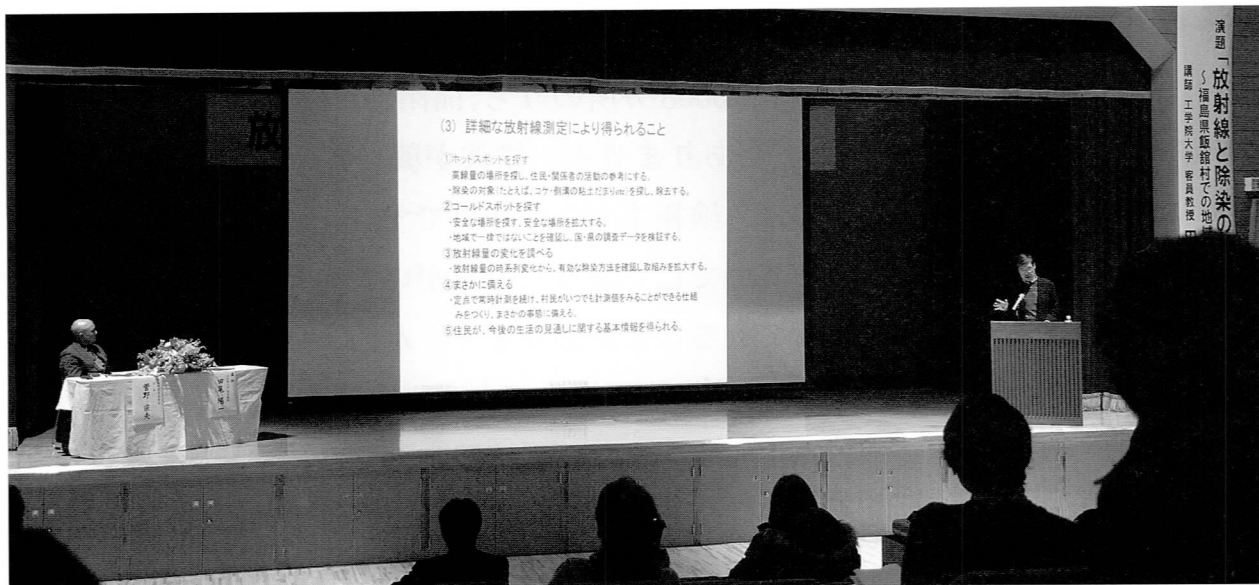 放
(3) 詳細な放射線測定により得られること
①ホットスポットを探す
高線量の場所を探し、住民・関係者の活動の参考にする。
・除染の対象(たとえば、コケ・側溝の粘土だまりetc)を探し、除去する。
②コールドスポットを探す
・安全な場所を探す、安全な場所を拡大する。
・地域で一律ではないことを確認し、国・県の調査データを検証する。
③放射線量の変化を調べる
・放射線量の時系列変化から、有効な除染方法を確認し取組みを拡大する。
④まさかに備える
・定点で常時計測を続け、村民がいつでも計測値をみることができる仕組
みをつくり、まさかの事態に備える。
⑤住民が、今後の生活の見通しに関する基本情報を得られる。
演題「放射線と除染の
～福島県飯舘村での地域
講師 工学院大学 客員教授 田
菅野 宗夫
田尾 陽一